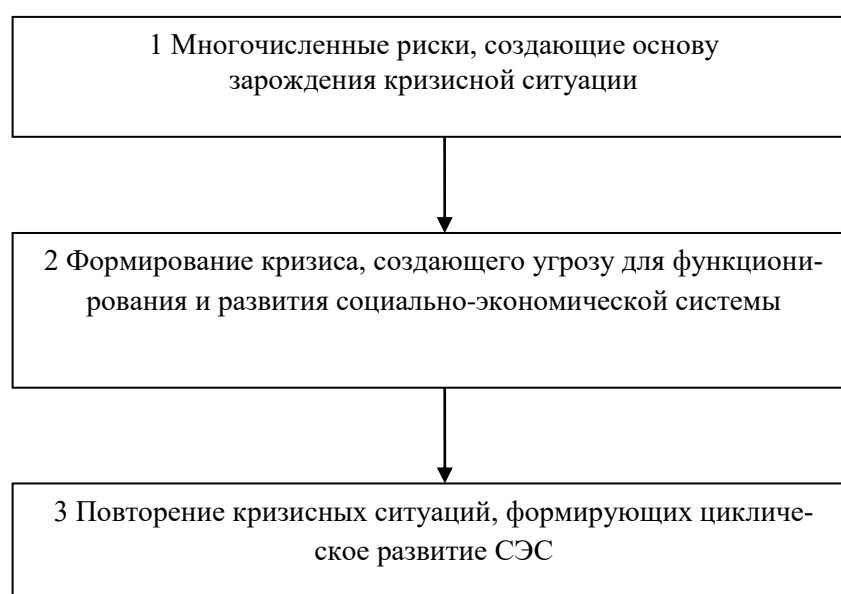 1 Многочисленные риски, создающие основу
зарождения кризисной ситуации
2 Формирование кризиса, создающего угрозу для функциони-
рования и развития социально-экономической системы
3 Повторение кризисных ситуаций, формирующих цикличе-
ское развитие СЭС